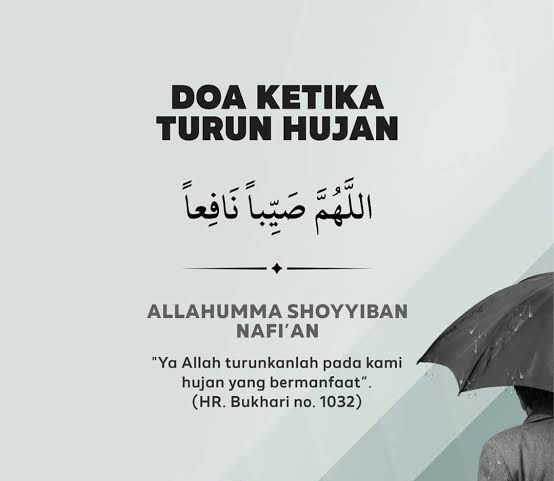 DOA KETIKA
TURUN HUJAN
اللَّهُمَّ صَيِّباً نَافِعاً
ALLAHUMMA SHOYYIBAN
NAFI’AN
"Ya Allah turunkanlah pada kami
hujan yang bermanfaat”.
(HR. Bukhari no. 1032)